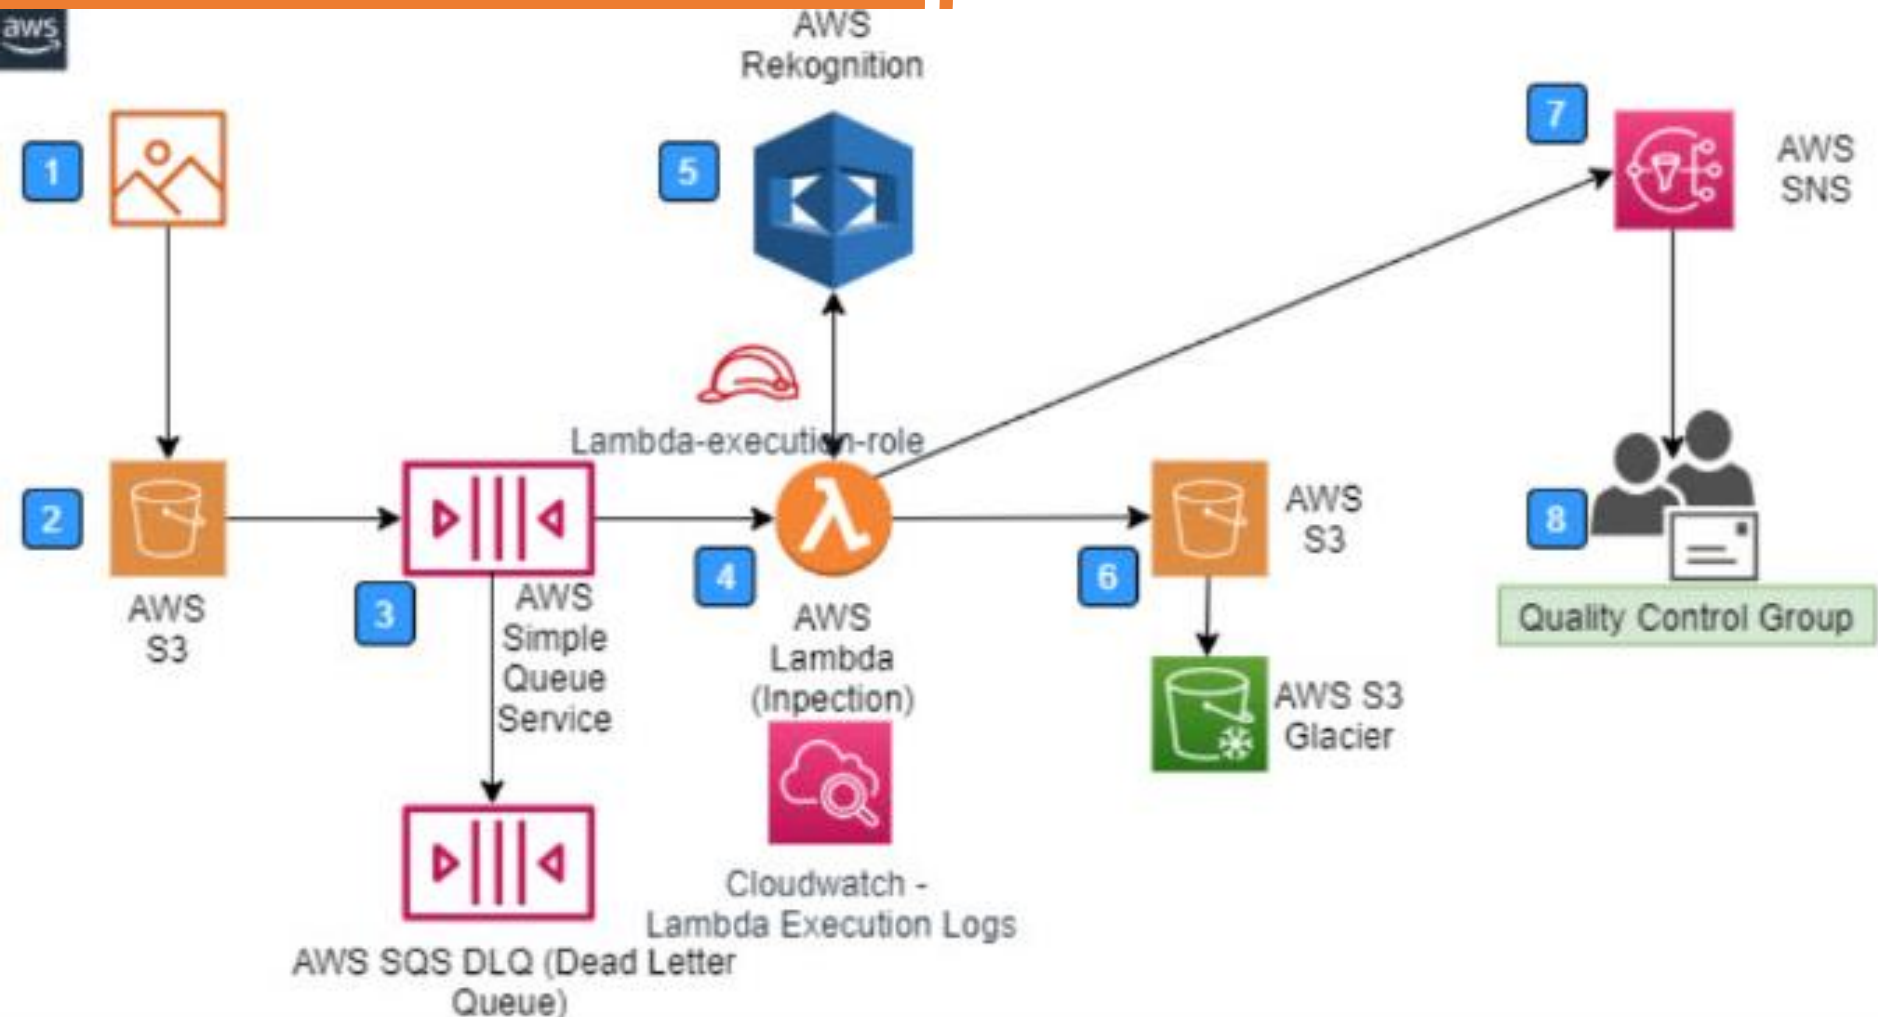 aws
AWS
Rekognition
7
AWS
SNS
1
5
Lambda-execution-role
2
AWS
S3
8
4
6
3
AWS
Simple
Queue
Service
AWS
S3
AWS
Lambda
(Inpection)
Quality Control Group
AWS S3
Glacier
Cloudwatch -
Lambda Execution Logs
AWS SQS DLQ (Dead Letter
Queue)